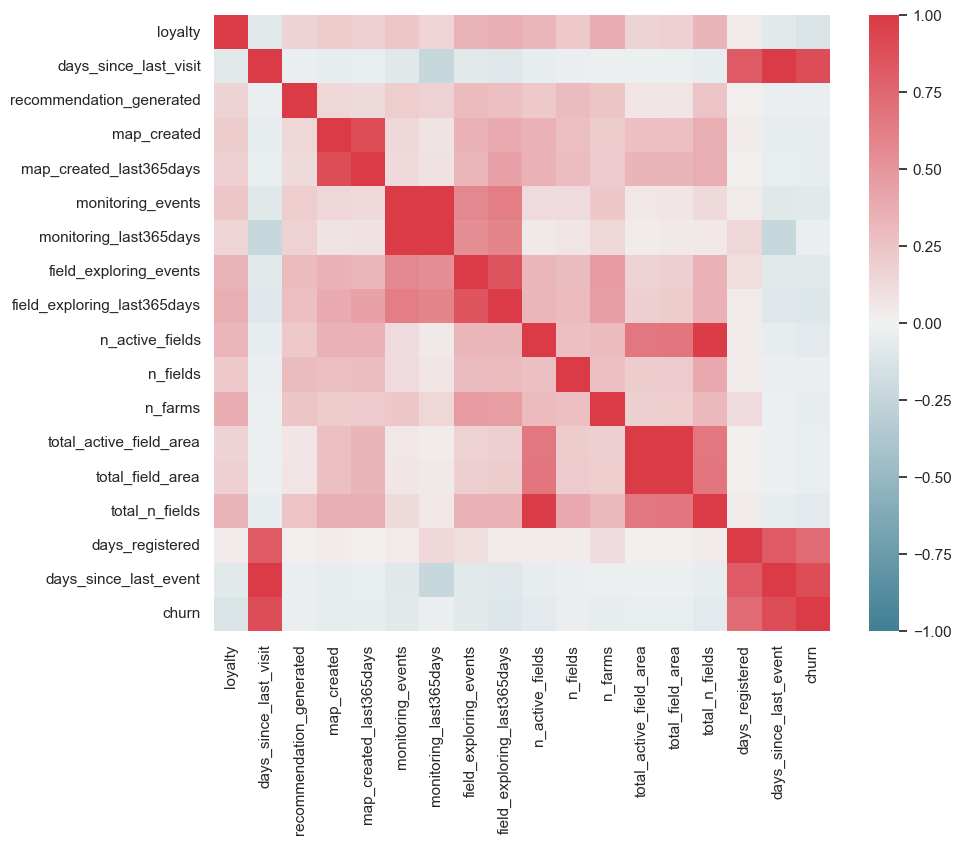 loyalty
days_since_last_visit
recommendation_generated
map_created
map_created_last365days
monitoring_events
monitoring_last365days
field_exploring_events
field_exploring_last365days
n_active_fields
n_fields
n_farms
total_active_field_area
total_field_area
total_n_fields
days_registered
days_since_last_event
churn
loyalty
days_since_last_visit
recommendation_generated
map_created
map_created_last365days
monitoring_events
monitoring_last365days
field_exploring_events
field_exploring_last365days
n_active_fields
n_fields
n_farms
total_active_field_area
total_field_area
total_n_fields
days_registered
days_since_last_event
churn
1.00
0.75
0.50
0.25
0.00
−0.25
−0.50
−0.75
−1.00